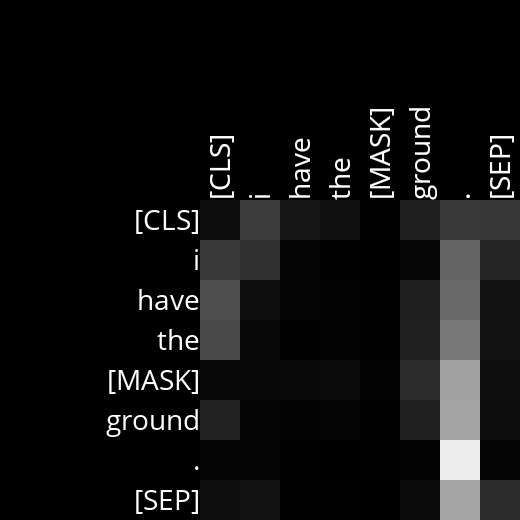 [CLS] i have the [MASK] ground . [SEP]
[CLS]
i
have
the
[MASK]
ground
.
[SEP]